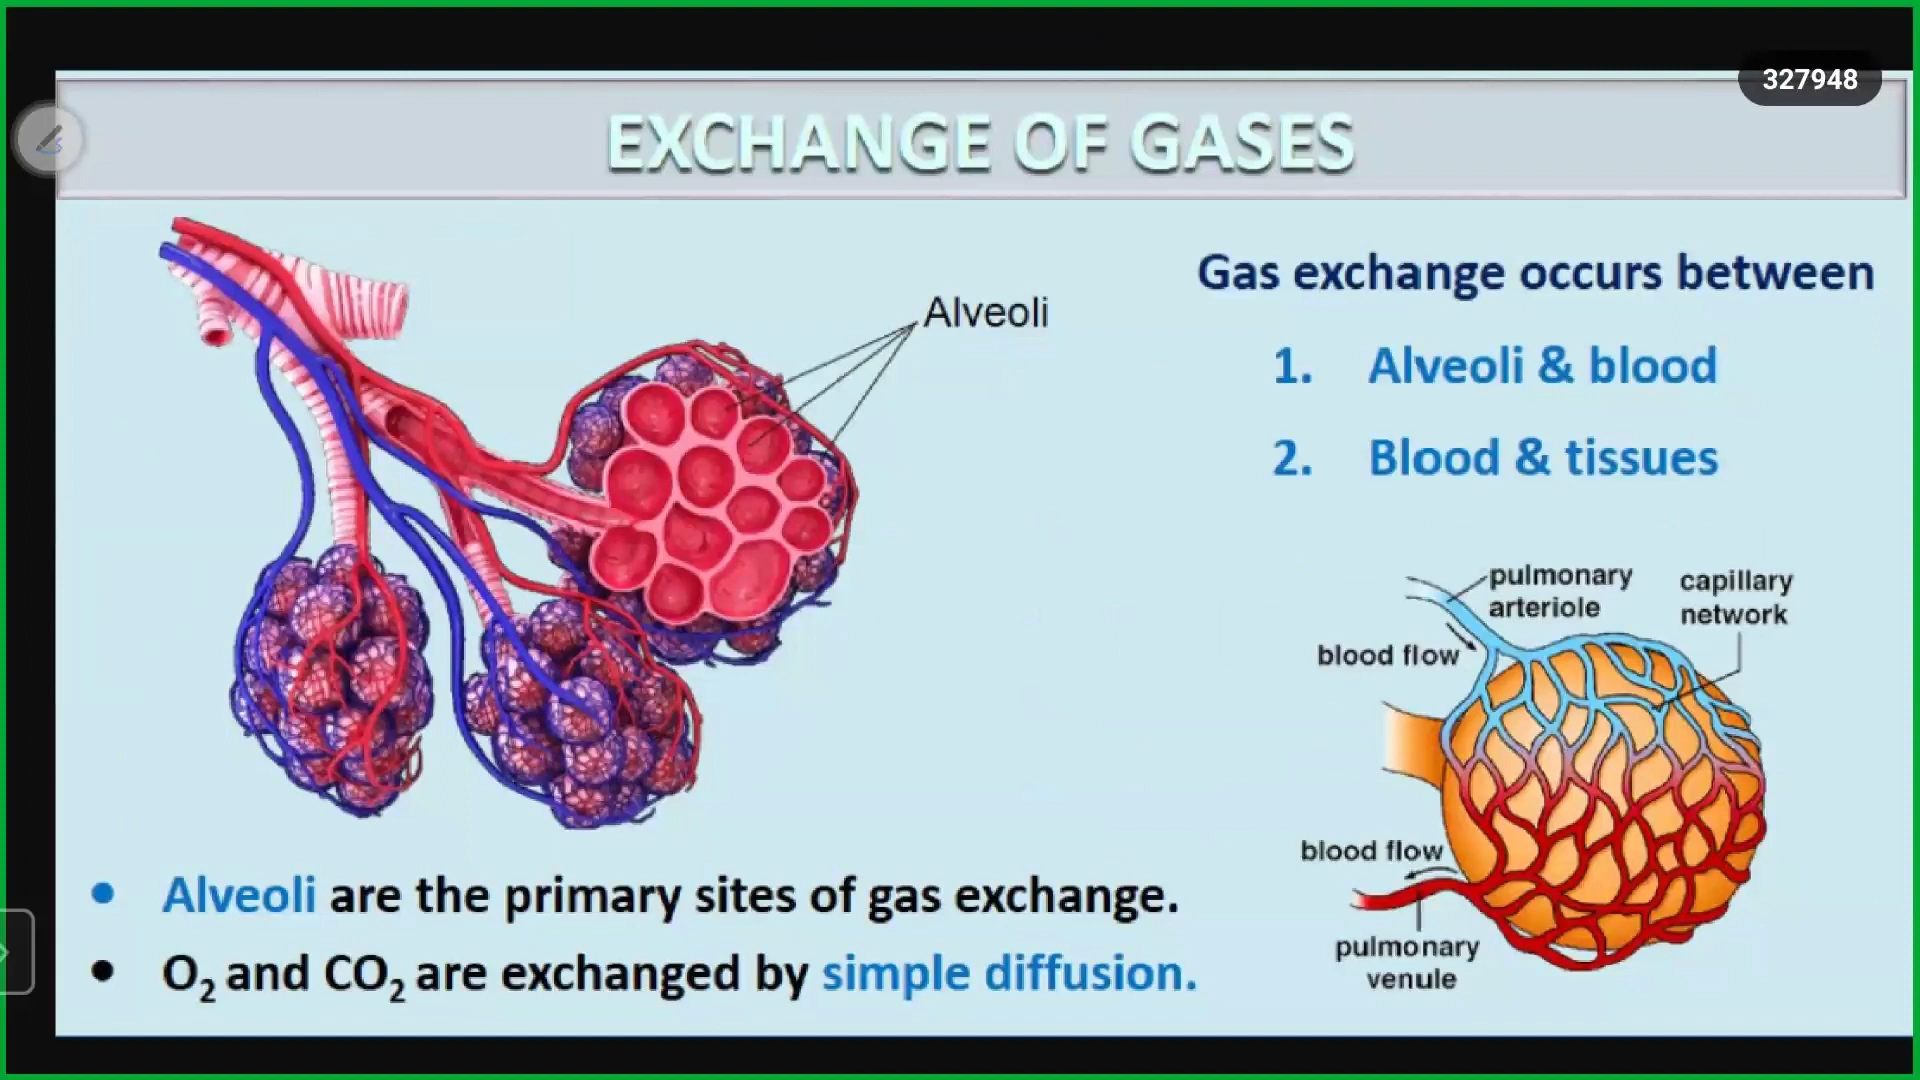 327948
EXCHANGE OF GASES
Alveoli
Gas exchange occurs between
1. Alveoli & blood
2. Blood & tissues
pulmonary
arteriole
capillary
network
blood flow
blood flow
pulmonary
venule
• Alveoli are the primary sites of gas exchange.
• O₂ and CO₂ are exchanged by simple diffusion.